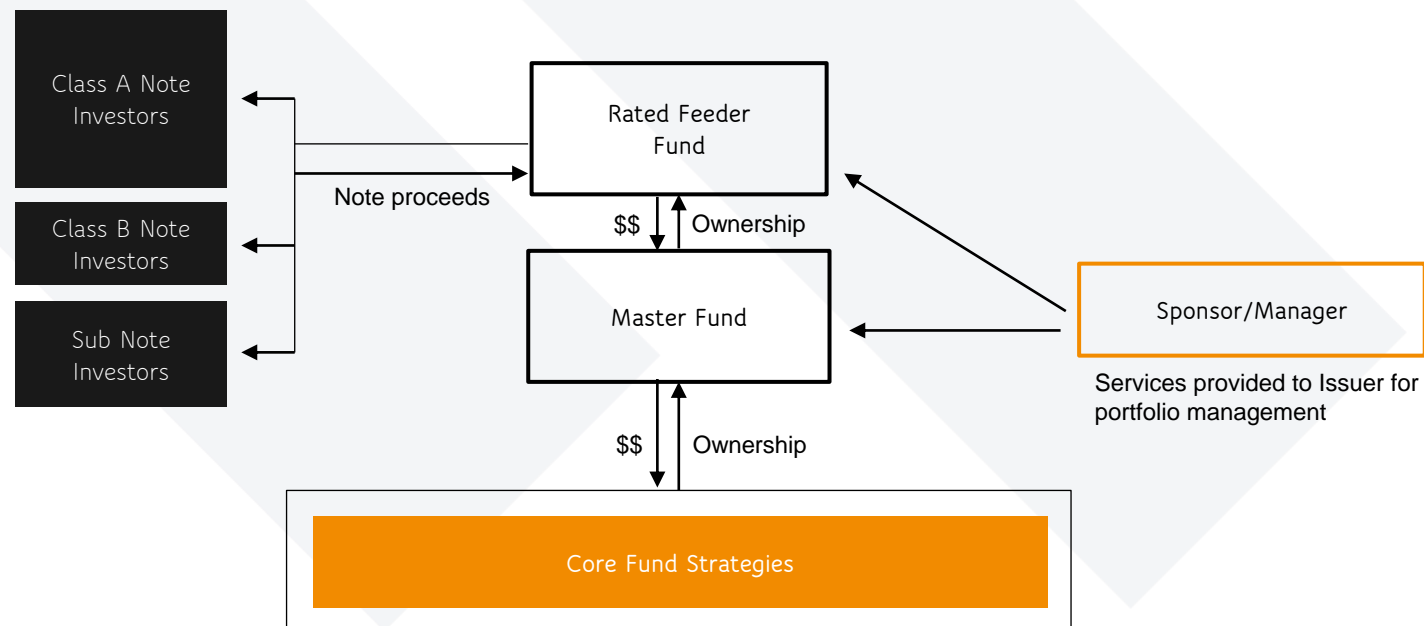 Class A Note
Investors
Rated Feeder
Fund
Note proceeds
$$
Ownership
Class B Note
Investors
Master Fund
Sponsor/Manager
Sub Note
Investors
Services provided to Issuer for
portfolio management
$$
Ownership
Core Fund Strategies